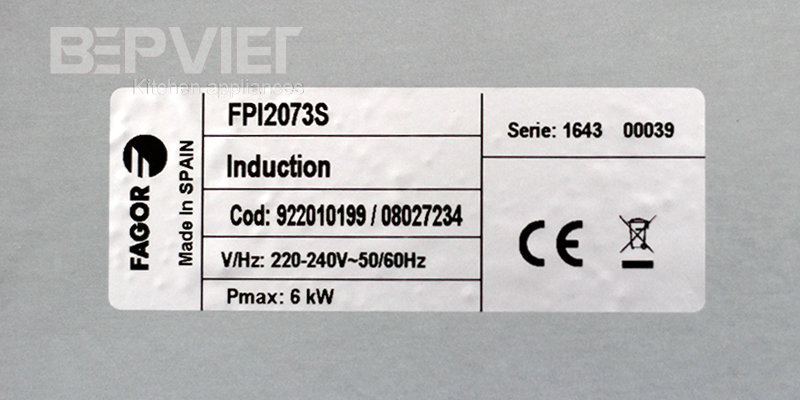 BEPVIET
Kitchen appliances
FAGOR
Made In SPAIN
FPI2073S
Induction
Cod: 922010199 / 08027234
V/Hz: 220-240V~50/60Hz
Pmax: 6 kW
Serie: 1643 00039
CE